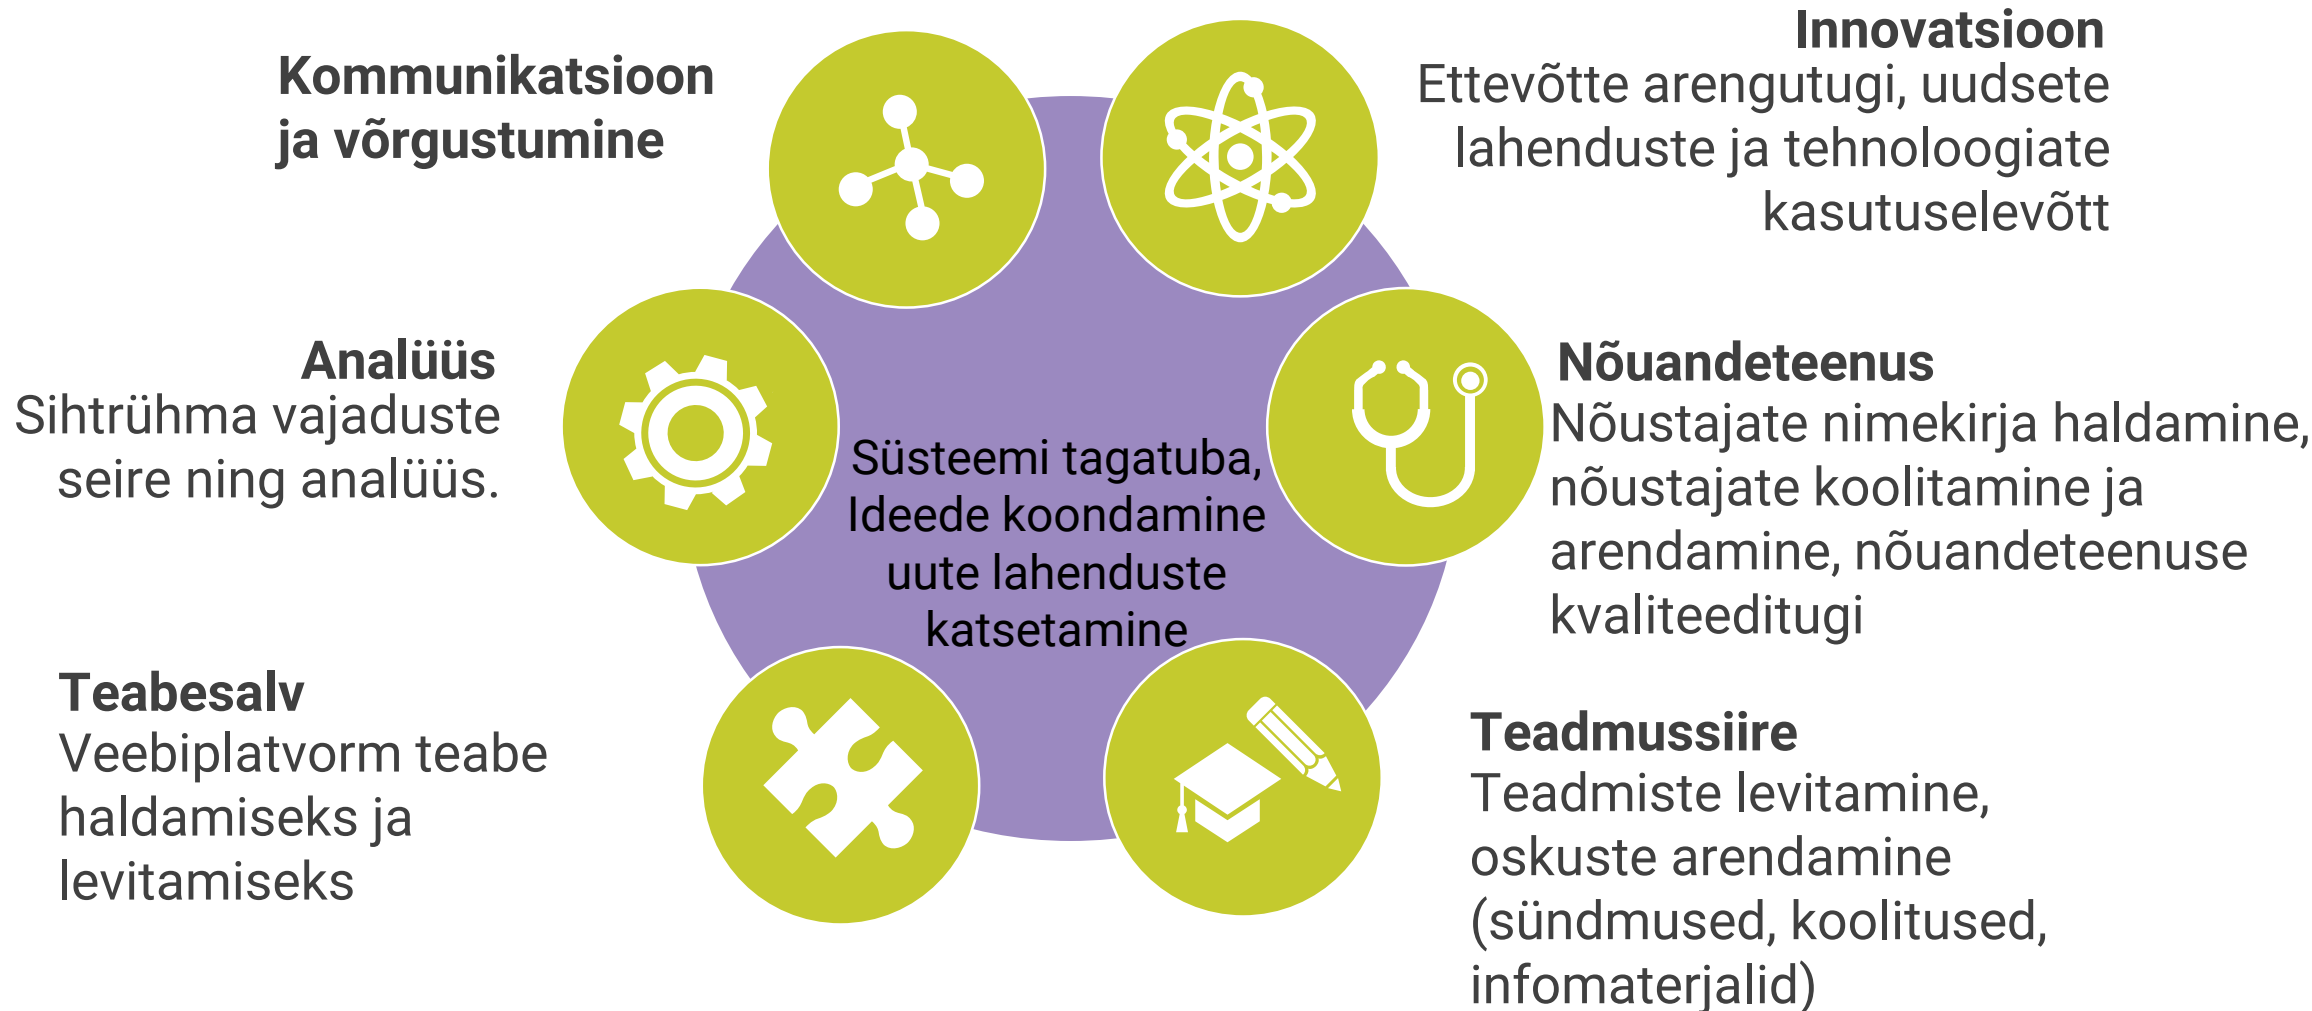 Kommunikatsioon
ja võrgustumine
Innovatsioon
Ettevõtte arengutugi, uudsete
lahenduste ja tehnoloogiate
kasutuselevõtt
Analüüs
Sihtrühma vajaduste
seire ning analüüs.
Süsteemi tagatuba,
Ideede koondamine
uute lahenduste
katsetamine
Nõuandeteenus
Nõustajate nimekirja haldamine,
nõustajate koolitamine ja
arendamine, nõuandeteenuse
kvaliteeditugi
Teabesalv
Veebiplatvorm teabe
haldamiseks ja
levitamiseks
Teadmussiire
Teadmiste levitamine,
oskuste arendamine
(sündmused, koolitused,
infomaterjalid)